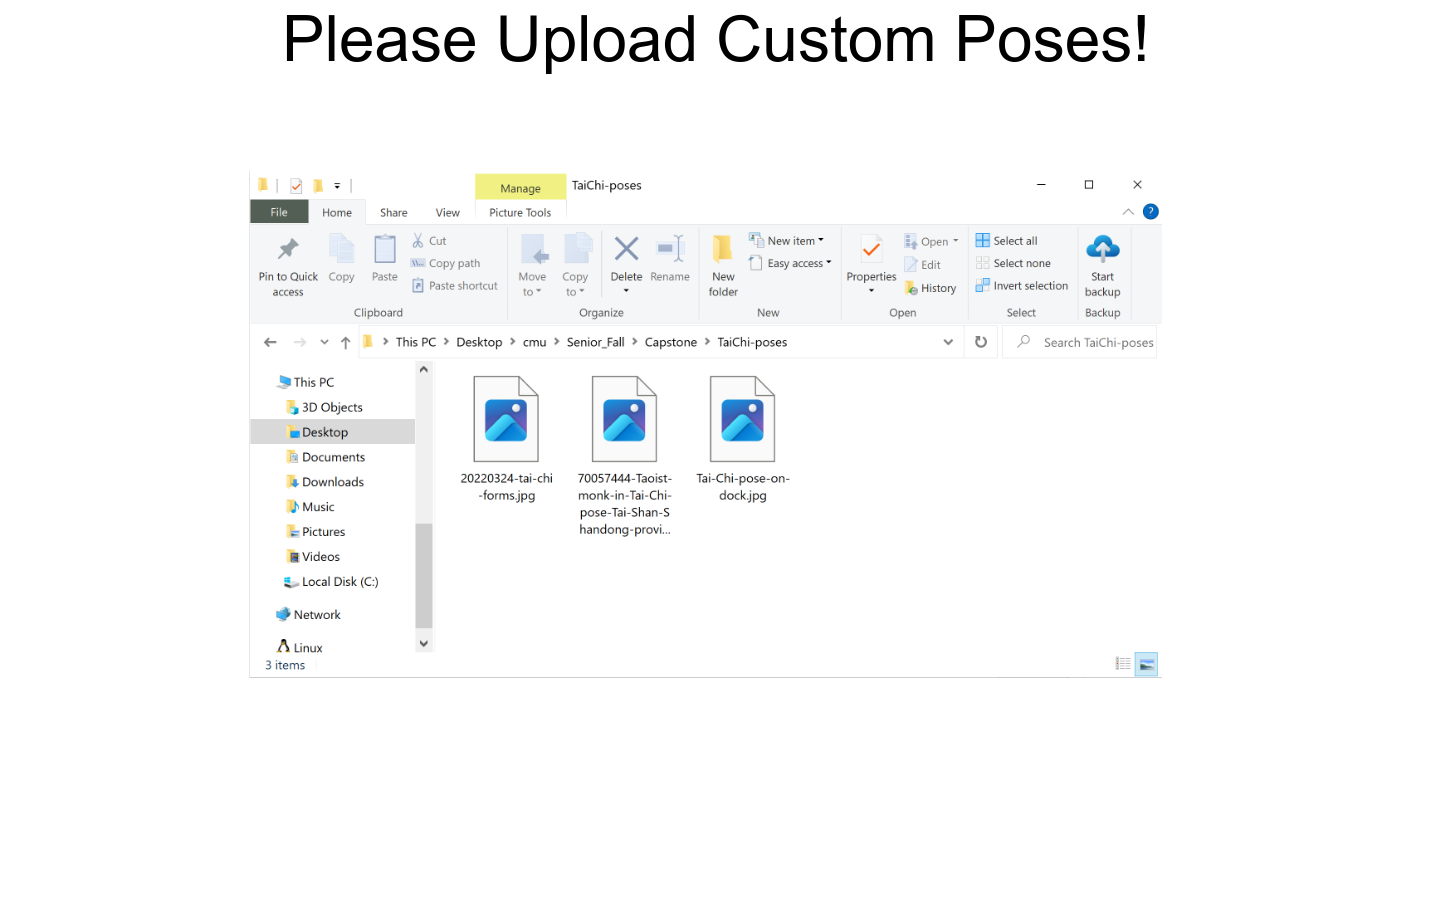 Please Upload Custom Poses!
Manage
TaiChi-poses
File
Home
Share
View
Picture Tools
?
Pin to Quick
access
Copy
Paste
Cut
Copy path
Paste shortcut
Clipboard
Move
to
Copy
to
Delete
Rename
Organize
New
folder
New item
Easy access
New
Properties
Open
Edit
History
Open
Select all
Select none
Invert selection
Select
Start
backup
Backup
This PC > Desktop > cmu > Senior_Fall > Capstone > TaiChi-poses
Search TaiChi-poses
This PC
3D Objects
Desktop
Documents
Downloads
Music
Pictures
Videos
Local Disk (C:)
Network
Linux
20220324-tai-chi
-forms.jpg
70057444-Taoist-
monk-in-Tai-Chi-
pose-Tai-Shan-S
handong-provi...
Tai-Chi-pose-on-
dock.jpg
3 items